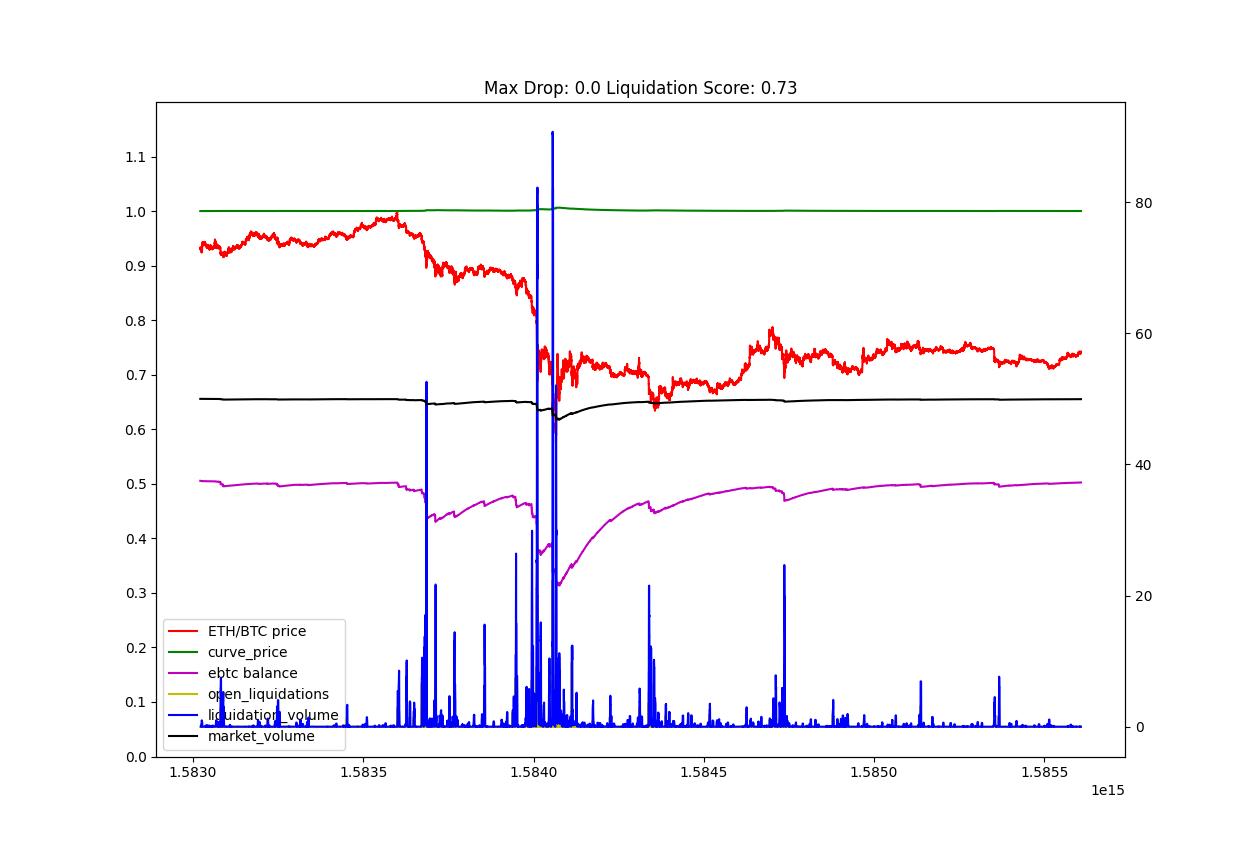 Max Drop: 0.0 Liquidation Score: 0.73
1.1
1.0
0.9
0.8
0.7
0.6
0.5
0.4
0.3
0.2
0.1
0.0
80
60
40
20
0
ETH/BTC price
curve_price
ebtc balance
open_liquidations
liquidation_volume
market_volume
1.5830 1.5835 1.5840 1.5845 1.5850 1.5855
1e15